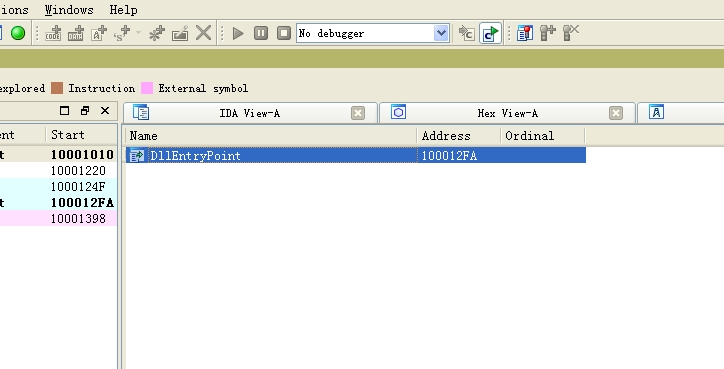 ions Windows Help
No debugger
explored Instruction External symbol
IDA View-A Hex View-A
ent Start
Name Address Ordinal
t 10001010
DllEntryPoint 100012FA
10001220
1000124F
t 100012FA
10001398